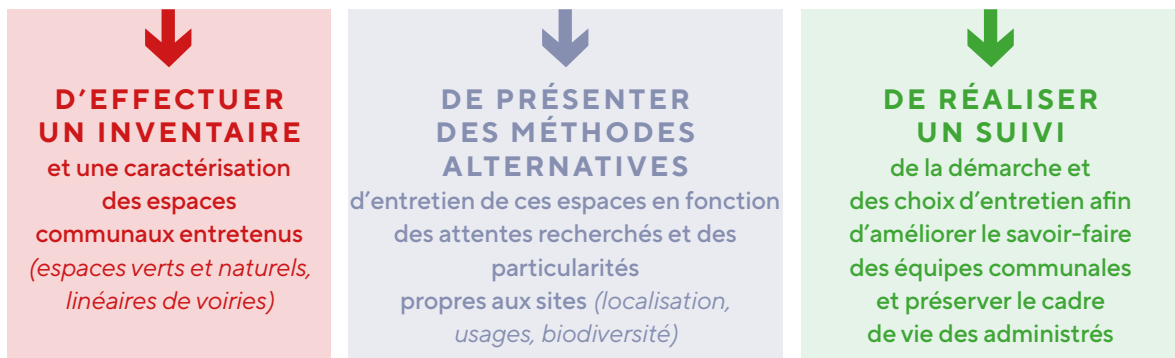 D'EFFECTUER
UN INVENTAIRE
et une caractérisation
des espaces
communaux entretenus
(espaces verts et naturels,
linéaires de voiries)
DE PRÉSENTER
DES MÉTHODES
ALTERNATIVES
d'entretien de ces espaces en fonction
des attentes recherchés et des
particularités
propres aux sites (localisation,
usages, biodiversité)
DE RÉALISER
UN SUIVI
de la démarche et
des choix d'entretien afin
d'améliorer le savoir-faire
des équipes communales
et préserver le cadre
de vie des administrés